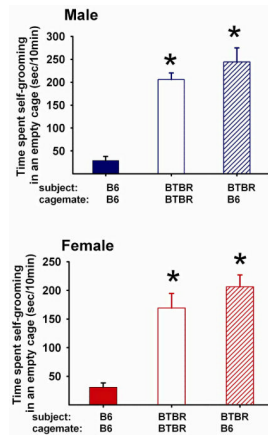 Male
Time spent self-grooming
in an empty cage (sec/10min)
300
250
200
150
100
50
*
*
subject: B6 BTBR BTBR
cagemate: B6 BTBR B6
Female
Time spent self-grooming
in an empty cage (sec/10min)
250
200
150
100
50
*
*
subject: B6 BTBR BTBR
cagemate: B6 BTBR B6